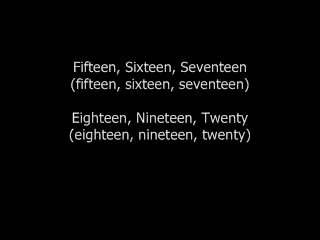 Fifteen, Sixteen, Seventeen
(fifteen, sixteen, seventeen)
Eighteen, Nineteen, Twenty
(eighteen, nineteen, twenty)